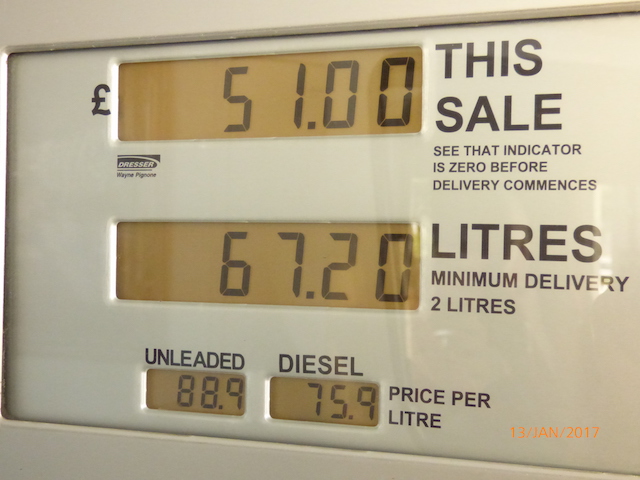 £ 51.00 THIS
SALE
SEE THAT INDICATOR
IS ZERO BEFORE
DELIVERY COMMENCES
DRESSER
Wayne Pignone
67.20 LITRES
MINIMUM DELIVERY
2 LITRES
UNLEADED DIESEL
88.9 75.9 PRICE PER
LITRE
13/JAN/2017